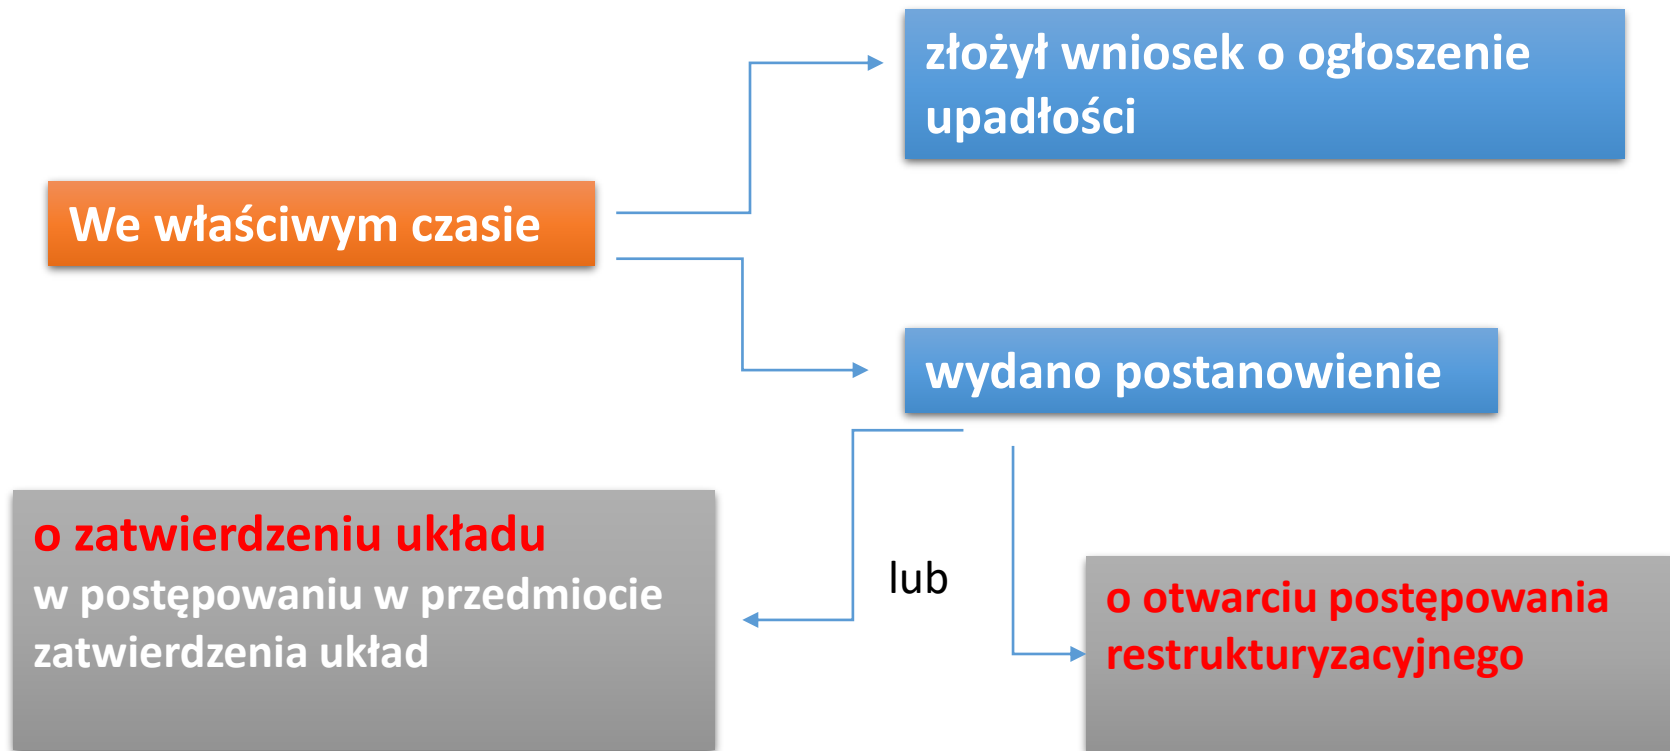 złożył wniosek o ogłoszenie
upadłości
We właściwym czasie
wydano postanowienie
o zatwierdzeniu układu
w postępowaniu w przedmiocie
zatwierdzenia układ
lub
o otwarciu postępowania
restrukturyzacyjnego